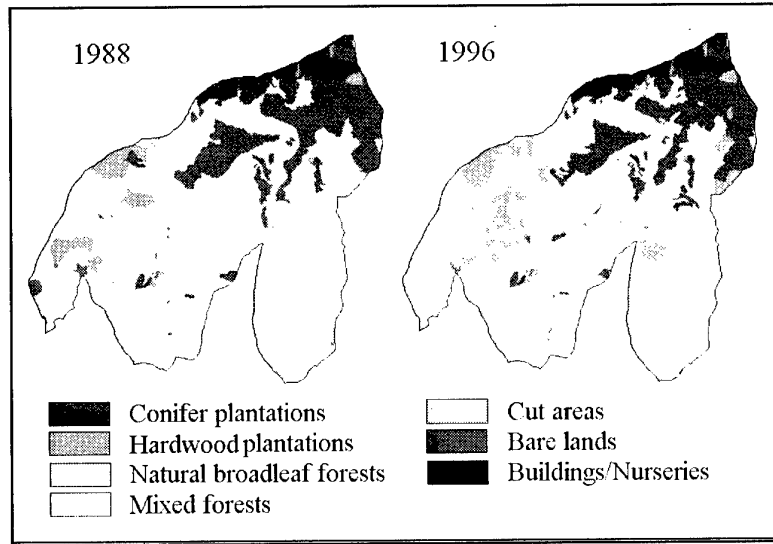 1988
1996
Conifer plantations
Hardwood plantations
Natural broadleaf forests
Mixed forests
Cut areas
Bare lands
Buildings/Nurseries